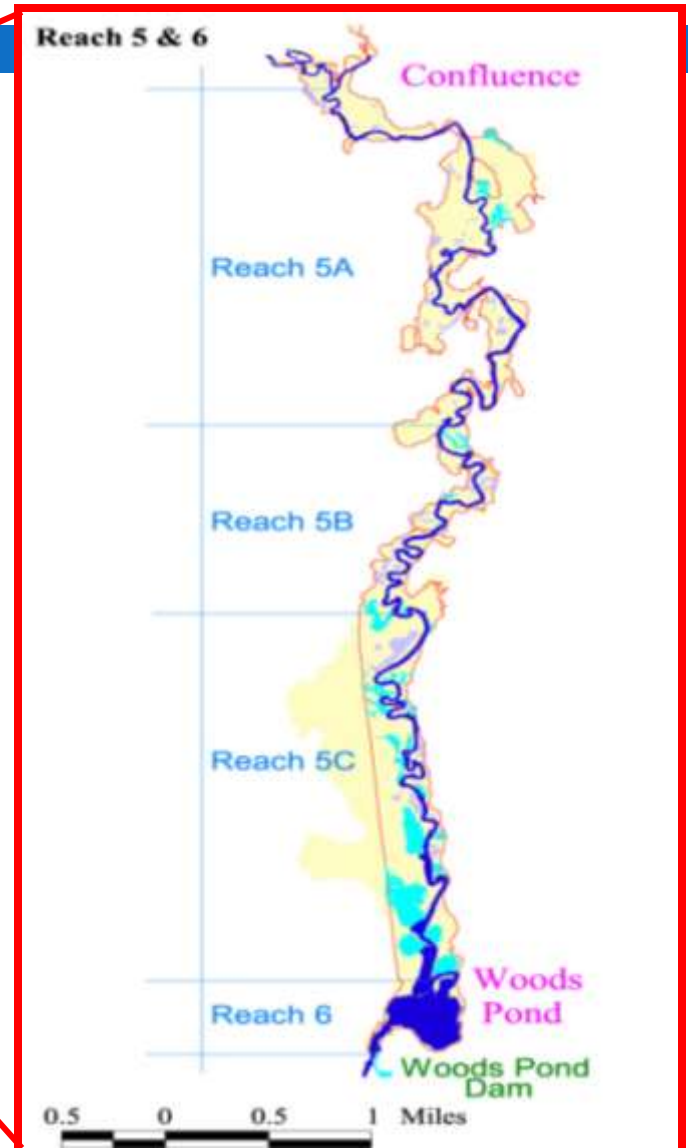 Reach 5 & 6
Confluence
Reach 5A
Reach 5B
Reach 5C
Woods
Pond
Reach 6
Woods Pond
Dam
0.5 0 0.5 1 Miles